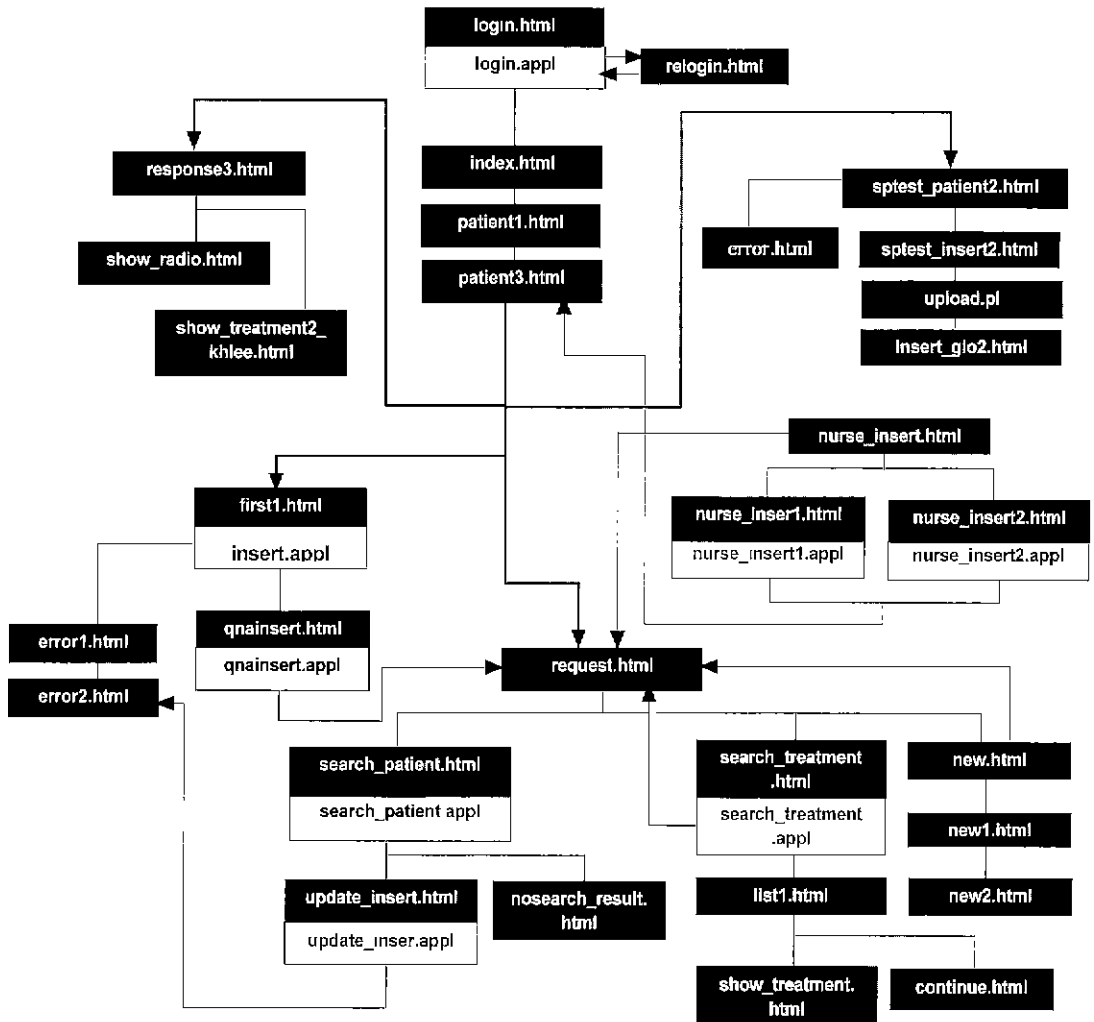 login.html
login.appl
relogin.html
response3.html
index.html
sptest_patient2.html
patient1.html
error.html
sptest_insert2.html
show_radio.html
patient3.html
upload.pl
show_treatment2_
khlee.html
insert_glo2.html
nurse_insert.html
first1.html
insert.appl
nurse_inser1.html
nurse_insert1.appl
nurse_insert2.html
nurse_insert2.appl
error1.html
error2.html
qnainsert.html
qnainsert.appl
request.html
search_patient.html
search_patient appl
search_treatment
.html
search_treatment
.appl
new.html
new1.html
new2.html
update_insert.html
update_inser.appl
nosearch_result.
html
list1.html
show_treatment.
html
continue.html